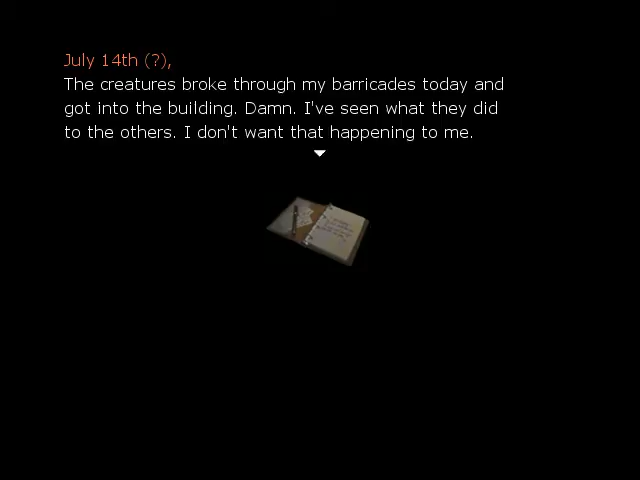 July 14th (?),
The creatures broke through my barricades today and
got into the building. Damn. I've seen what they did
to the others. I don't want that happening to me.